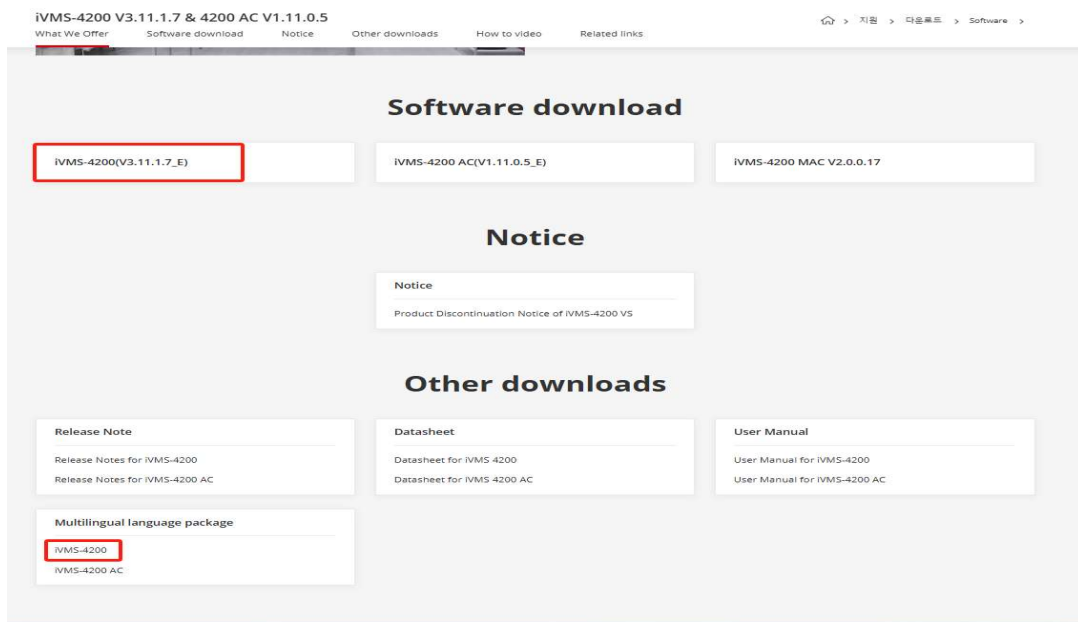 iVMS-4200 V3.11.1.7 & 4200 AC V1.11.0.5
지원 > 다운로드 > Software >
What We Offer Software download Notice Other downloads How to video Related links
Software download
iVMS-4200(V3.11.1.7_E)
iVMS-4200 AC(V1.11.0.5_E)
iVMS-4200 MAC V2.0.0.17
Notice
Notice
Product Discontinuation Notice of iVMS-4200 VS
Other downloads
Release Note
Release Notes for iVMS-4200
Release Notes for iVMS-4200 AC
Datasheet
Datasheet for iVMS 4200
Datasheet for iVMS 4200 AC
User Manual
User Manual for iVMS-4200
User Manual for iVMS-4200 AC
Multilingual language package
iVMS-4200
iVMS-4200 AC